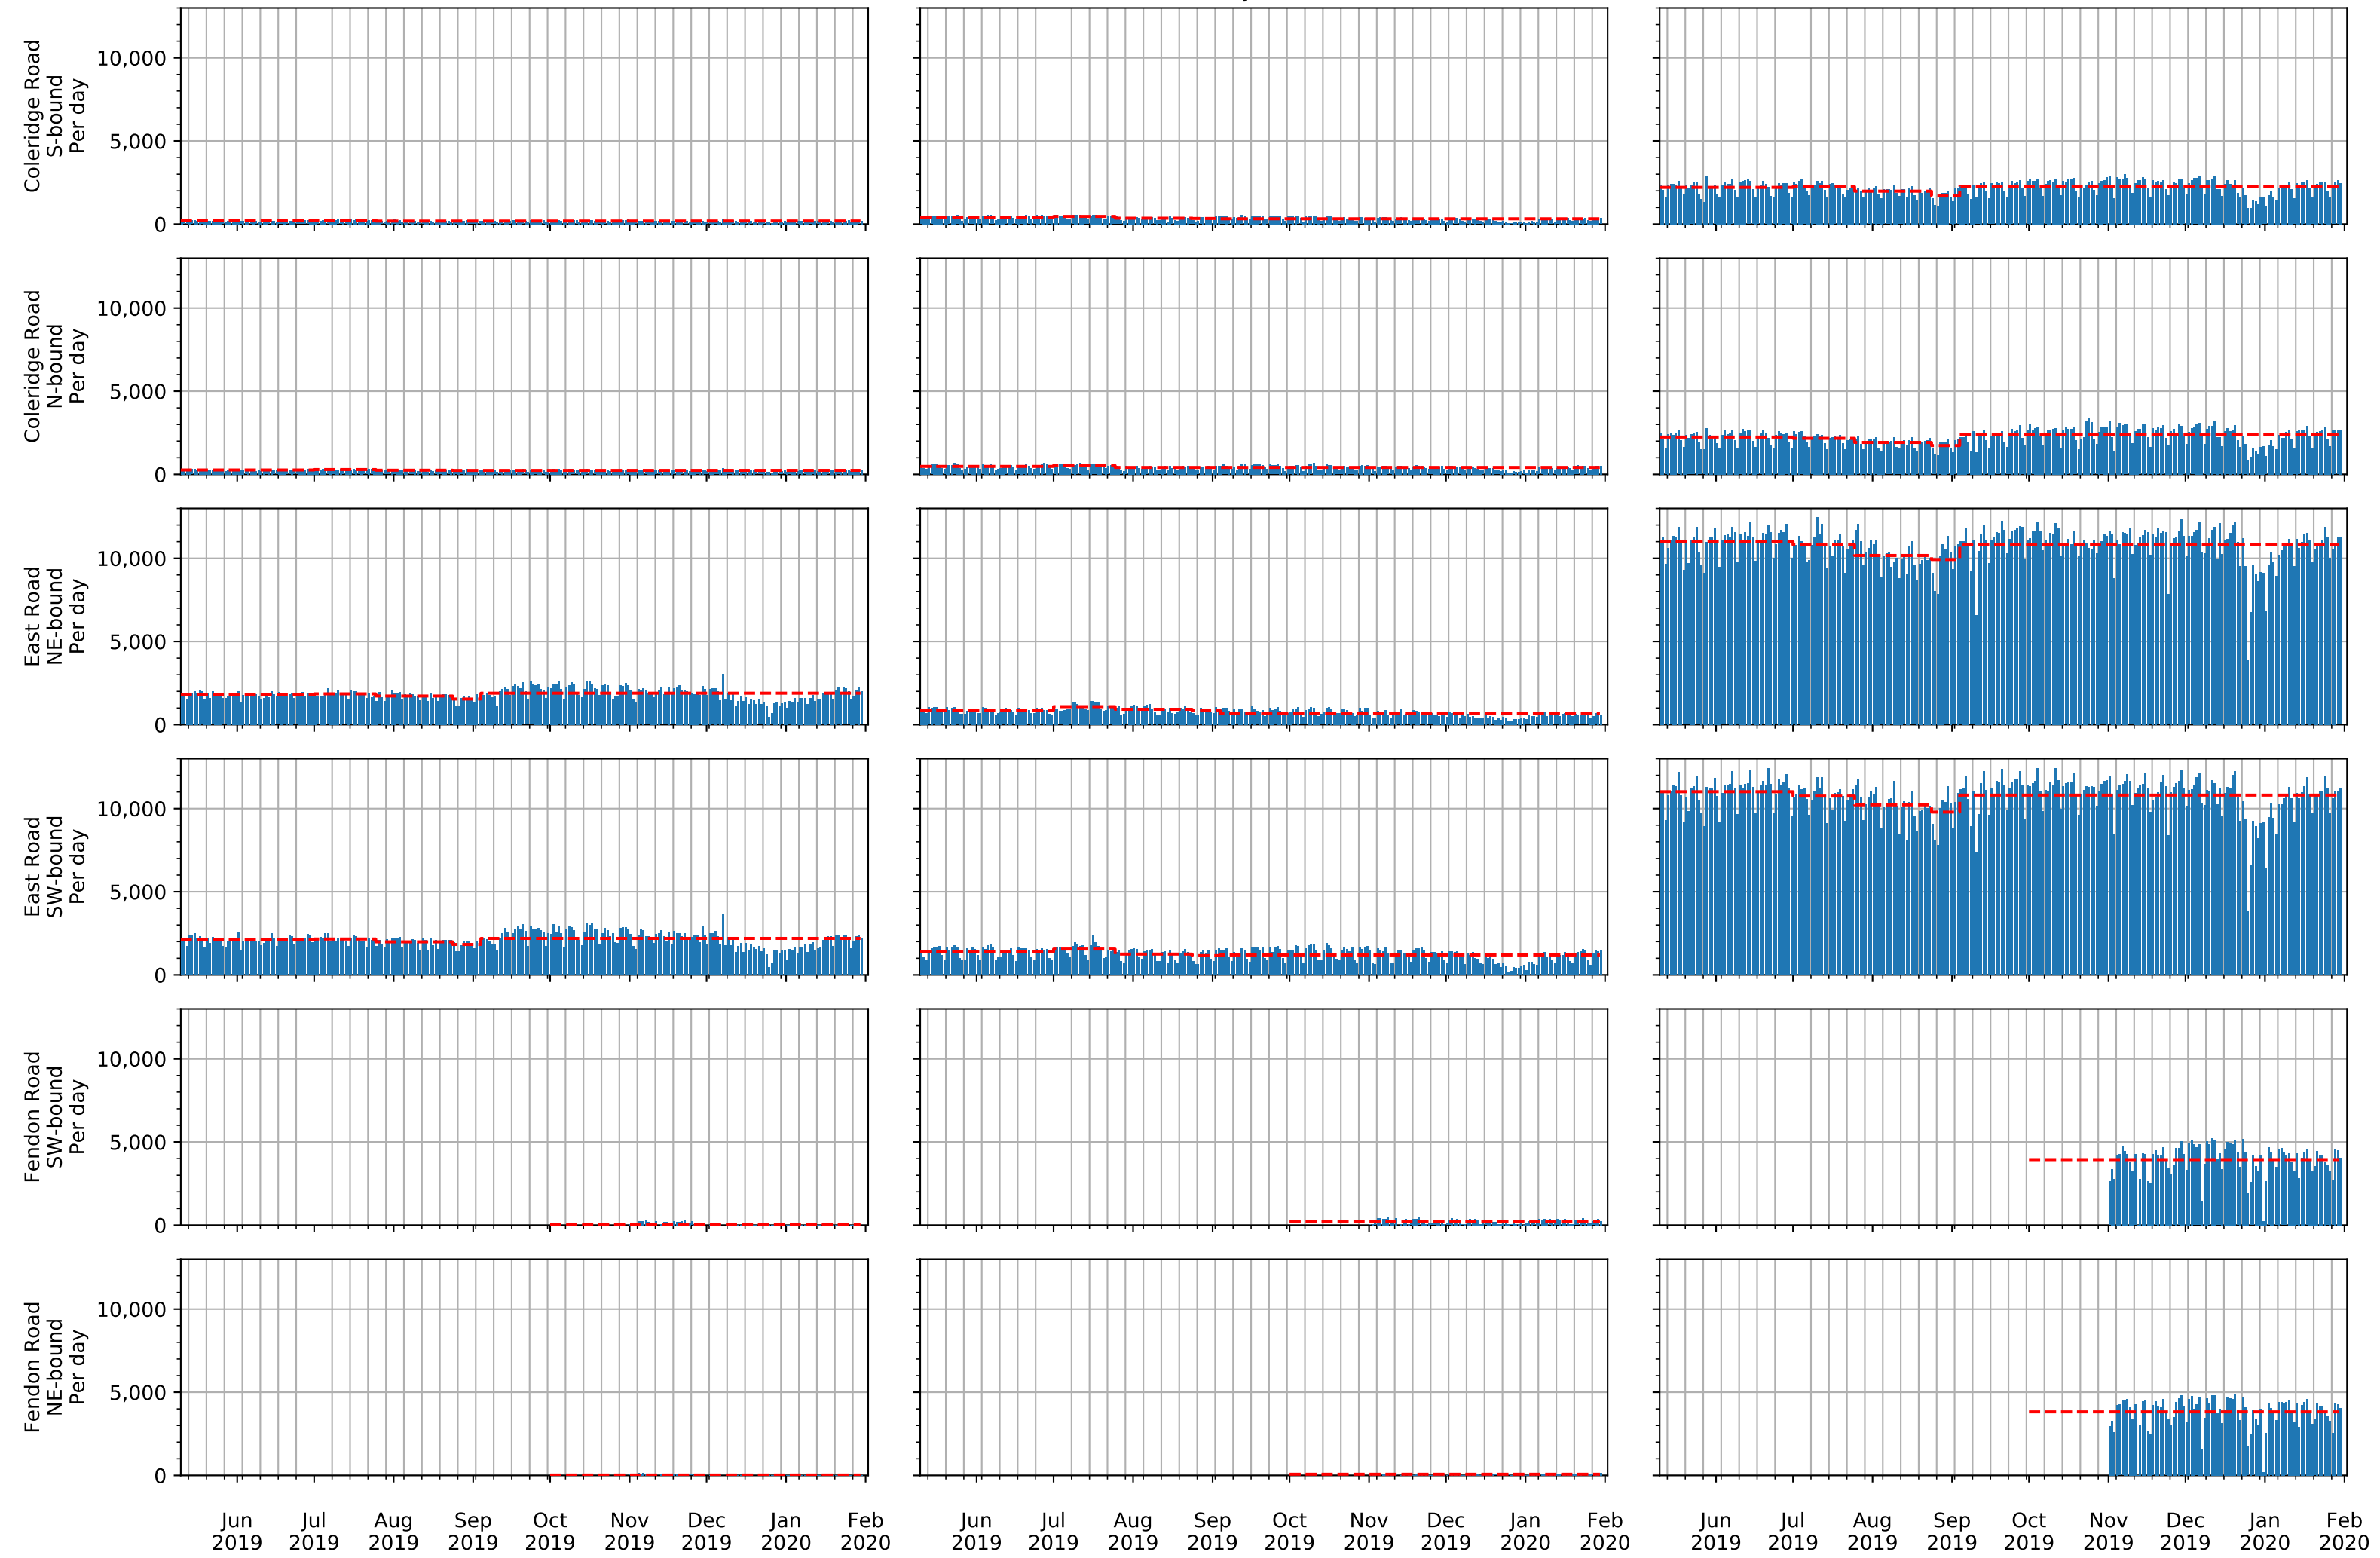 Coleridge Road
S-bound
Per day
10,000
5,000
0
Coleridge Road
N-bound
Per day
10,000
5,000
0
East Road
NE-bound
Per day
10,000
5,000
0
East Road
SW-bound
Per day
10,000
5,000
0
Fendon Road
SW-bound
Per day
10,000
5,000
0
Fendon Road
NE-bound
Per day
10,000
5,000
0
Jun Jul Aug Sep Oct Nov Dec Jan Feb Jun Jul Aug Sep Oct Nov Dec Jan Feb Jun Jul Aug Sep Oct Nov Dec Jan Feb
2019 2019 2019 2019 2019 2019 2019 2020 2020 2019 2019 2019 2019 2019 2019 2019 2020 2020 2019 2019 2019 2019 2019 2019 2019 2020 2020